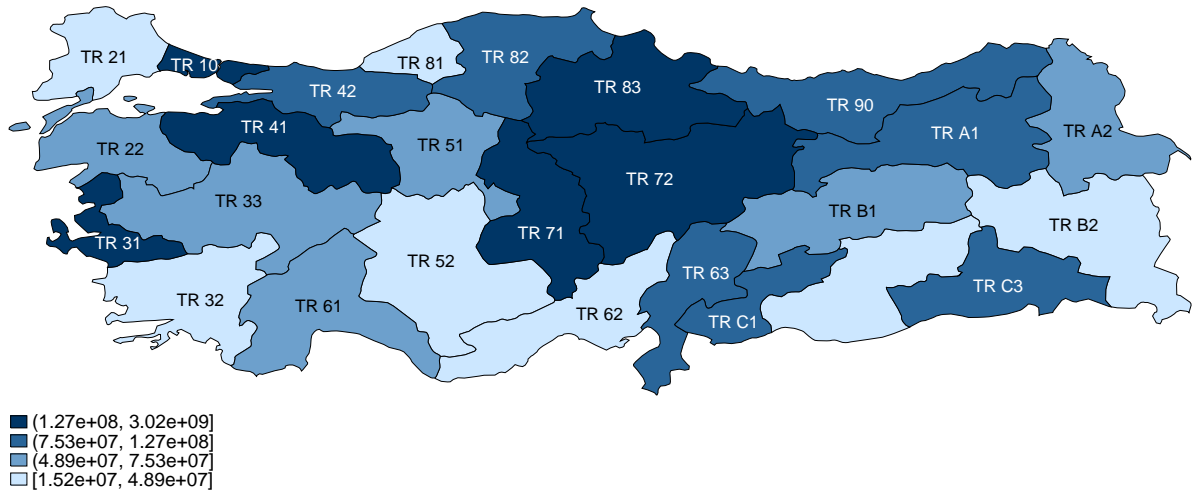 TR 21
TR 10
TR 81
TR 82
TR 42
TR 83
TR 90
TR 41
TR 51
TR A1
TR A2
TR 22
TR 72
TR 33
TR B1
TR B2
TR 31
TR 71
TR 52
TR 63
TR C3
TR 32
TR 61
TR 62
TR C1
(1.27e+08, 3.02e+09]
(7.53e+07, 1.27e+08]
(4.89e+07, 7.53e+07]
[1.52e+07, 4.89e+07]